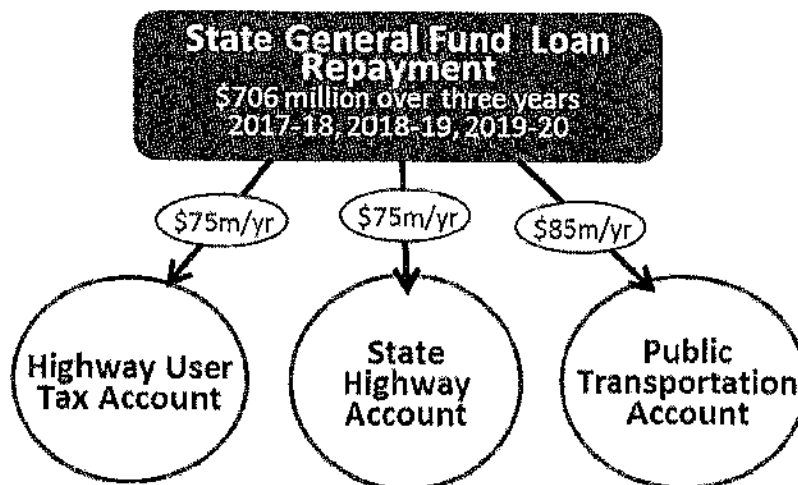 State General Fund Loan
Repayment
$706 million over three years
2017-18, 2018-19, 2019-20
$75m/yr
$75m/yr
$85m/yr
Highway User
Tax Account
State
Highway
Account
Public
Transportation
Account